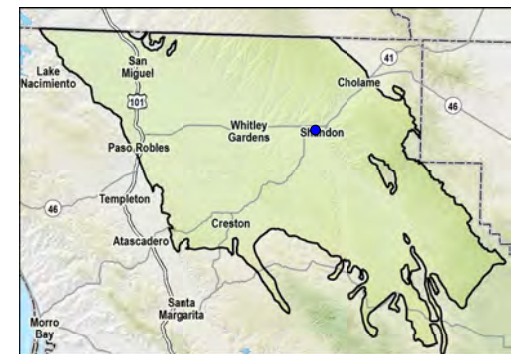 San
Miguel
41
Lake
Nacimiento
Cholame
101
46
Whitley
Gardens
Shandon
Paso Robles
Templeton
46
Creston
Atascadero
Santa
Margarita
Morro
Bay